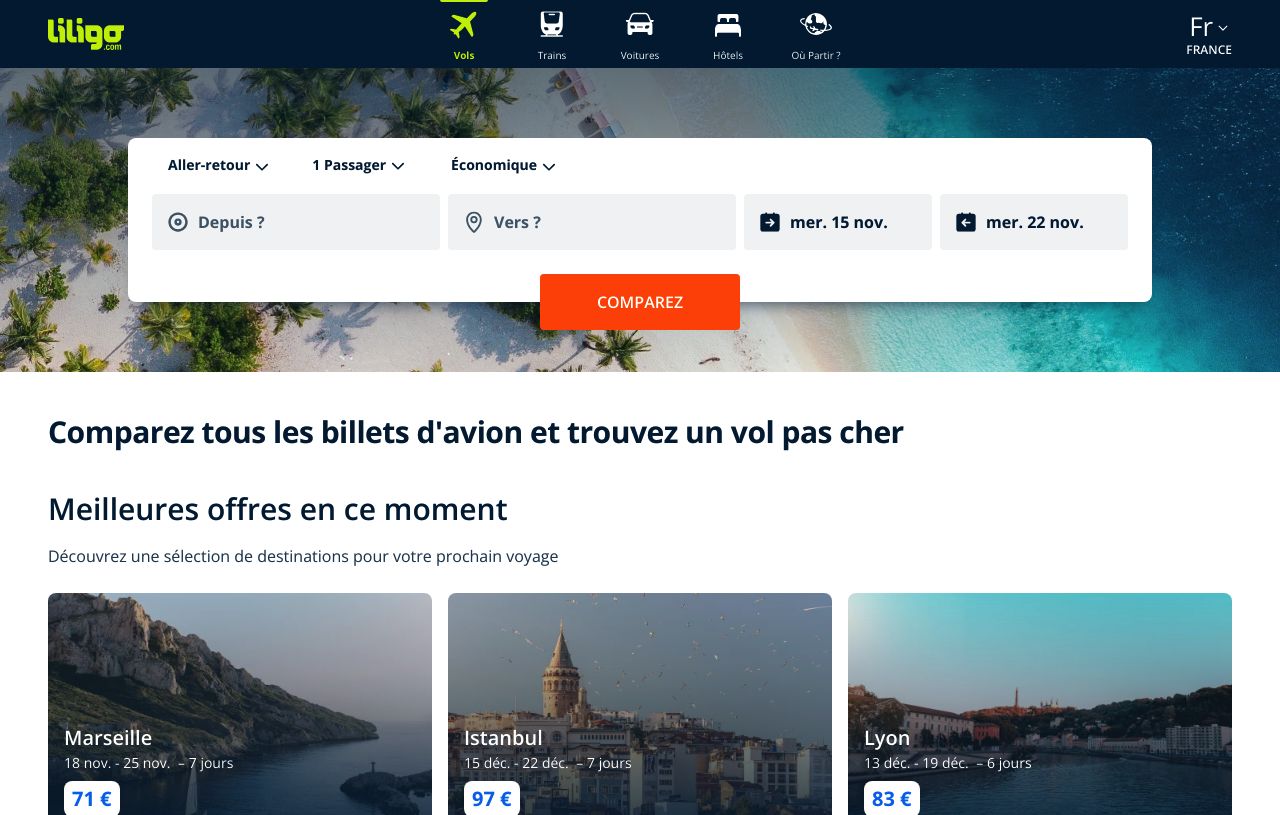 liligo
.com
Vols
Trains
Voitures
Hôtels
Où Partir ?
Fr
FRANCE
Aller-retour
1 Passager
Économique
Depuis ?
Vers ?
mer. 15 nov.
mer. 22 nov.
COMPAREZ
Comparez tous les billets d'avion et trouvez un vol pas cher
Meilleures offres en ce moment
Découvrez une sélection de destinations pour votre prochain voyage
Marseille
18 nov. - 25 nov. – 7 jours
71 €
Istanbul
15 déc. - 22 déc. – 7 jours
97 €
Lyon
13 déc. - 19 déc. – 6 jours
83 €